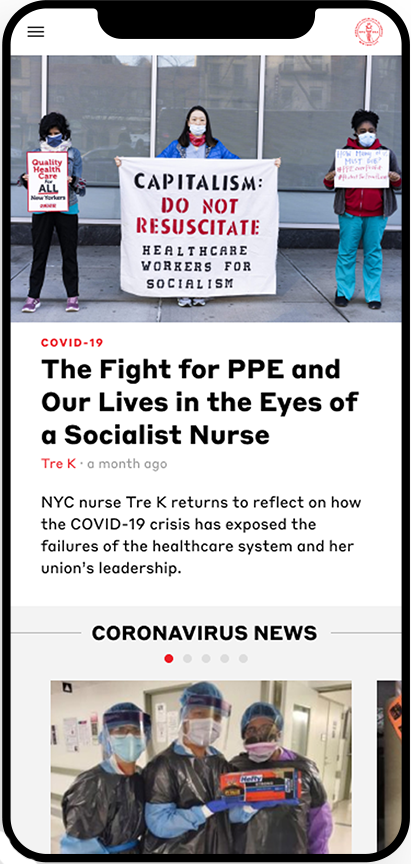 Quality
Health
Care
for
ALL
New Yorkers
CAPITALISM:
DO NOT
RESUSCITATE
HEALTHCARE
WORKERS FOR
SOCIALISM
HOW MANY
MUST DIE?
COVID-19
The Fight for PPE and
Our Lives in the Eyes of
a Socialist Nurse
Tre K · a month ago
NYC nurse Tre K returns to reflect on how
the COVID-19 crisis has exposed the
failures of the healthcare system and her
union's leadership.
CORONAVIRUS NEWS
Hefty